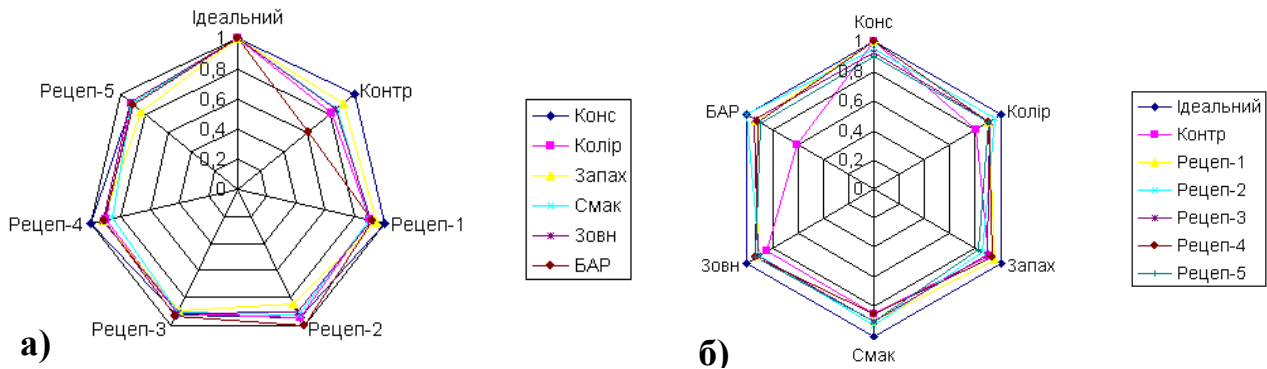 Ідеальний
1
0,8
0,6
0,4
0,2
0
Контр
Рецеп-1
Рецеп-2
Рецеп-3
Рецеп-4
Рецеп-5
Конс
Колір
Запах
Смак
Зовн
БАР
а)
Конс
1
0,8
0,6
0,4
0,2
0
Колір
Запах
Смак
Зовн
БАР
Ідеальний
Контр
Рецеп-1
Рецеп-2
Рецеп-3
Рецеп-4
Рецеп-5
б)